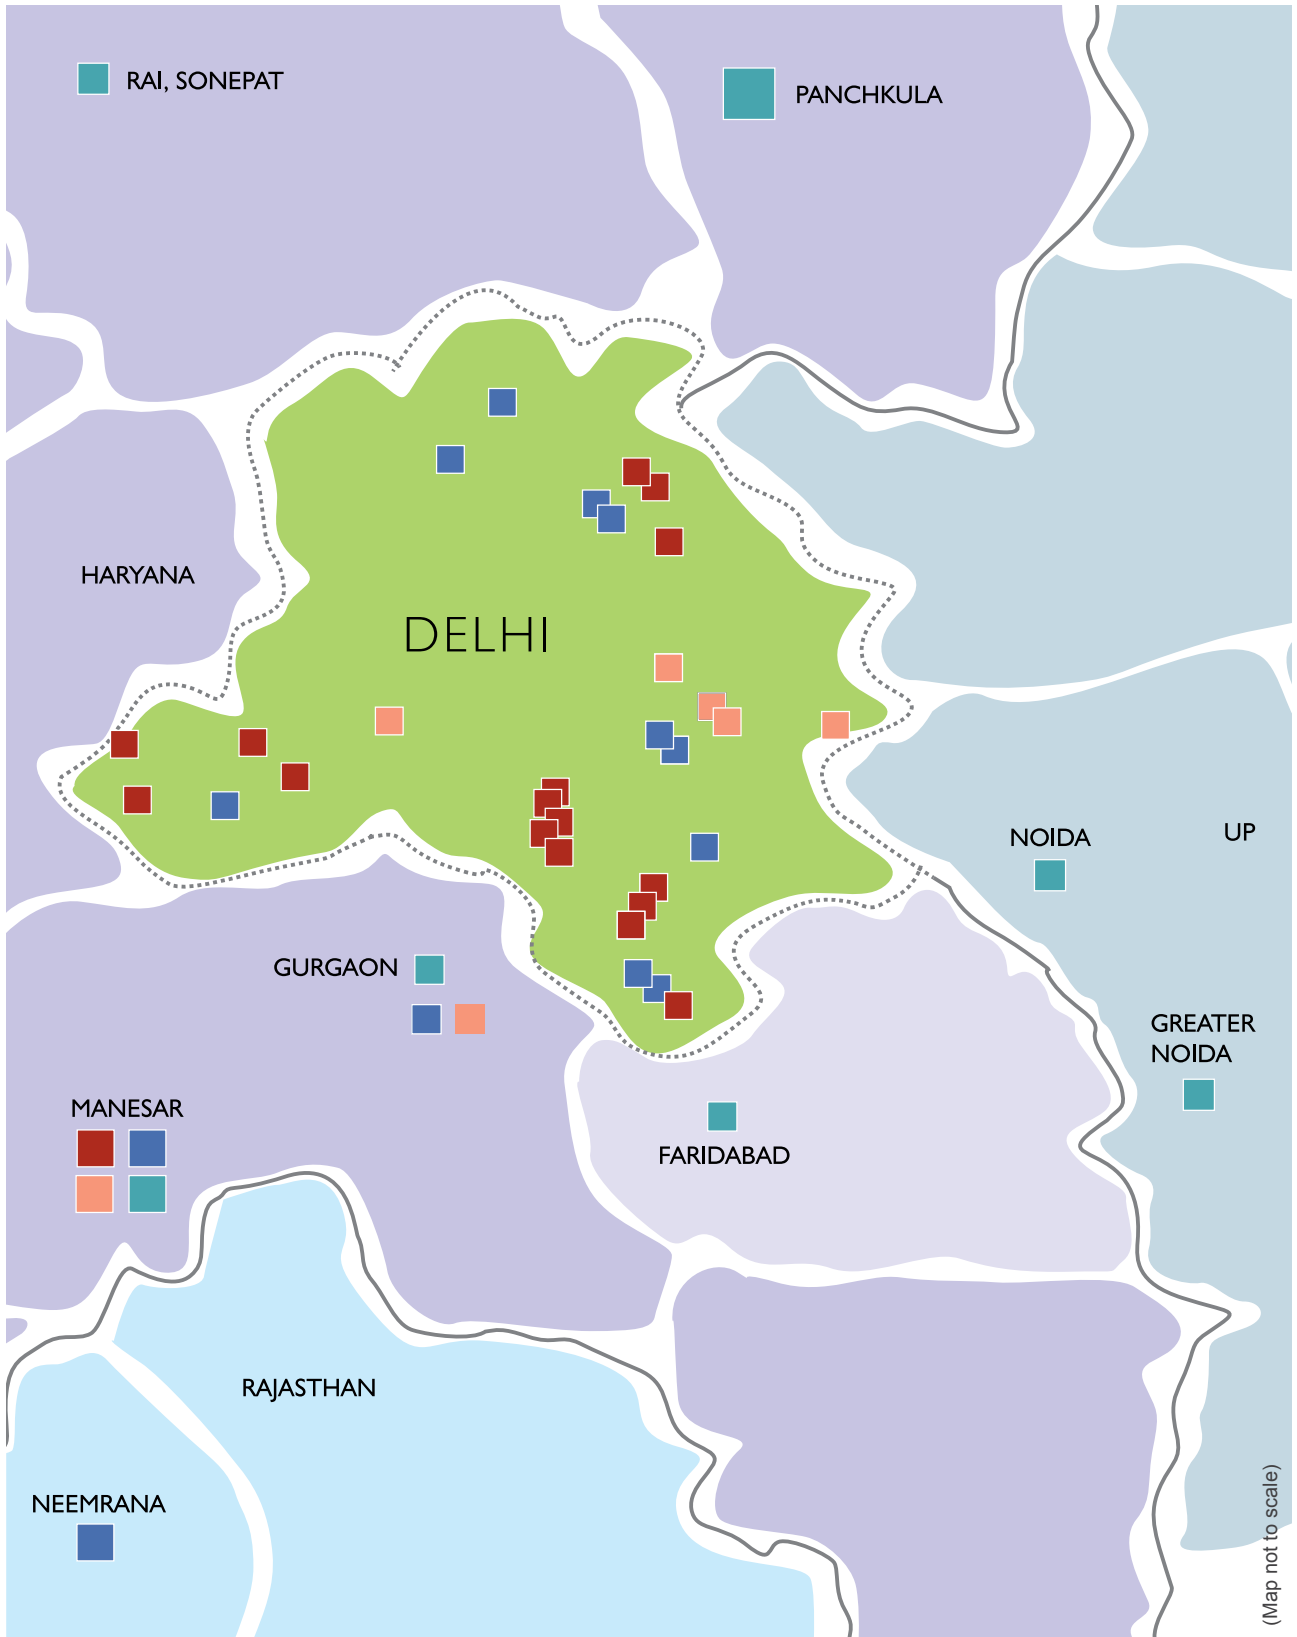 RAI, SONEPAT
PANCHKULA
HARYANA
DELHI
NOIDA
UP
GURGAON
GREATER
NOIDA
MANESAR
FARIDABAD
RAJASTHAN
NEEMRANA
(Map not to scale)